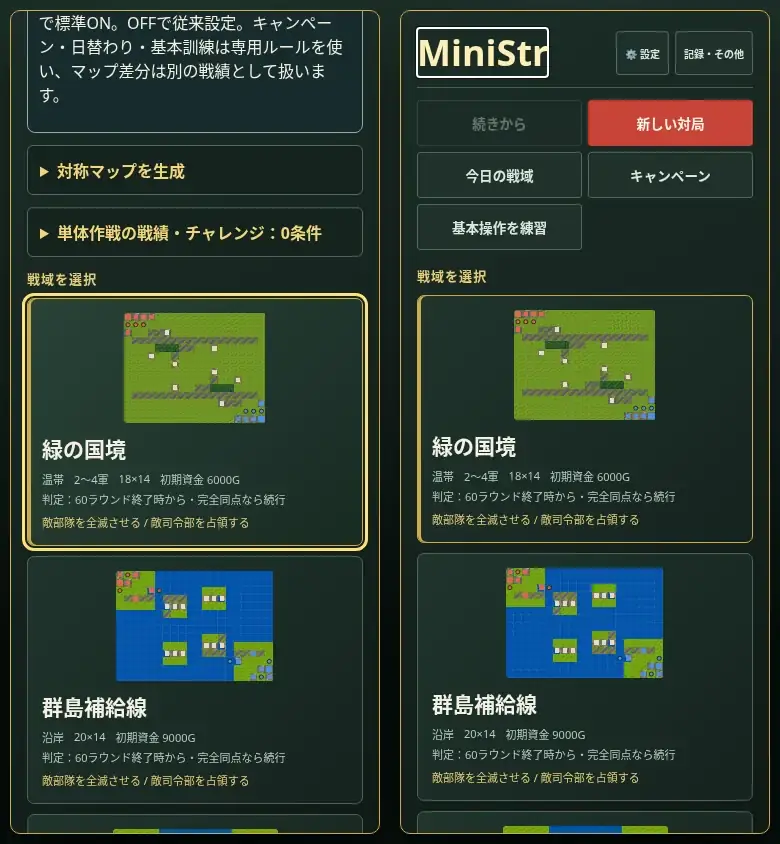 で標準ON。OFFで従来設定。キャンペー
ン・日替わり・基本訓練は専用ルールを使
い、マップ差分は別の戦績として扱いま
す。
▶ 対称マップを生成
▶ 単体作戦の戦績・チャレンジ：0条件
戦域を選択
緑の国境
温帯 2〜4軍 18×14 初期資金 6000G
判定：60ラウンド終了時から・完全同点なら続行
敵部隊を全滅させる / 敵司令部を占領する
群島補給線
沿岸 20×14 初期資金 9000G
判定：60ラウンド終了時から・完全同点なら続行
敵部隊を全滅させる / 敵司令部を占領する
MiniStr
⚙️ 設定
記録・その他
続きから
新しい対局
今日の戦域
キャンペーン
基本操作を練習
戦域を選択
緑の国境
温帯 2〜4軍 18×14 初期資金 6000G
判定：60ラウンド終了時から・完全同点なら続行
敵部隊を全滅させる / 敵司令部を占領する
群島補給線
沿岸 20×14 初期資金 9000G
判定：60ラウンド終了時から・完全同点なら続行
敵部隊を全滅させる / 敵司令部を占領する